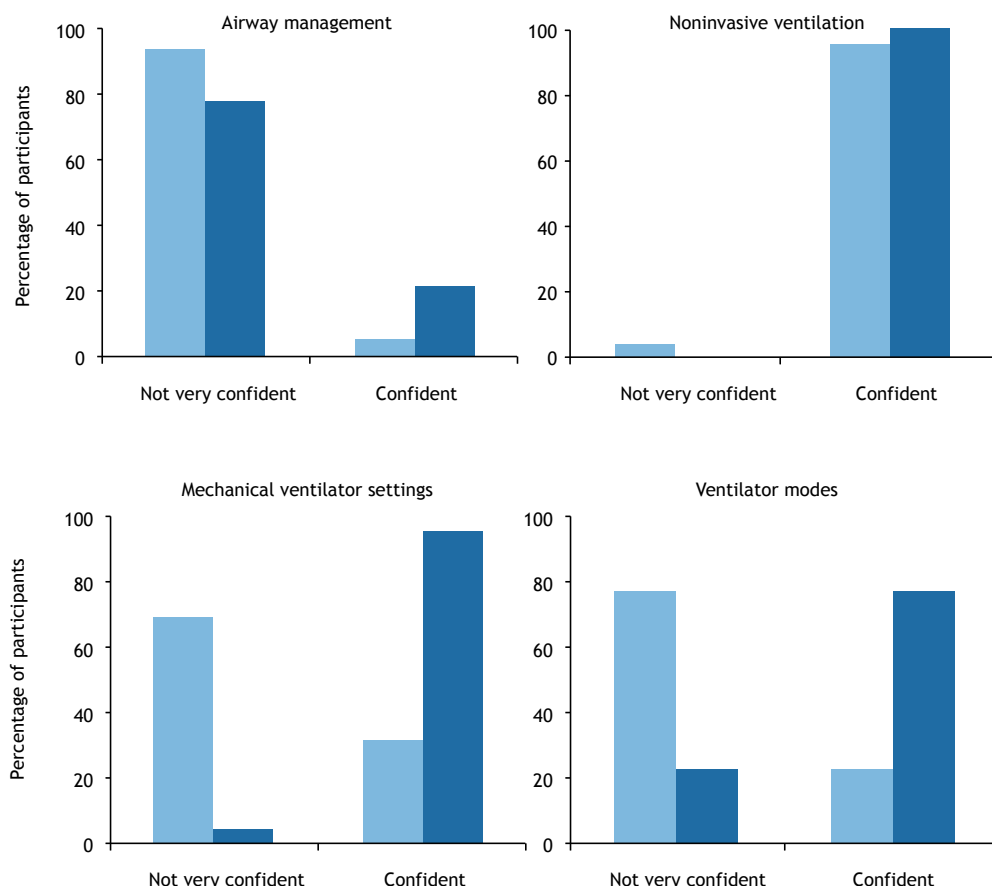 Airway management
100
80
60
40
20
0
Percentage of participants
Not very confident
Confident
Noninvasive ventilation
100
80
60
40
20
0
Not very confident
Confident
Mechanical ventilator settings
100
80
60
40
20
0
Percentage of participants
Not very confident
Confident
Ventilator modes
100
80
60
40
20
0
Not very confident
Confident